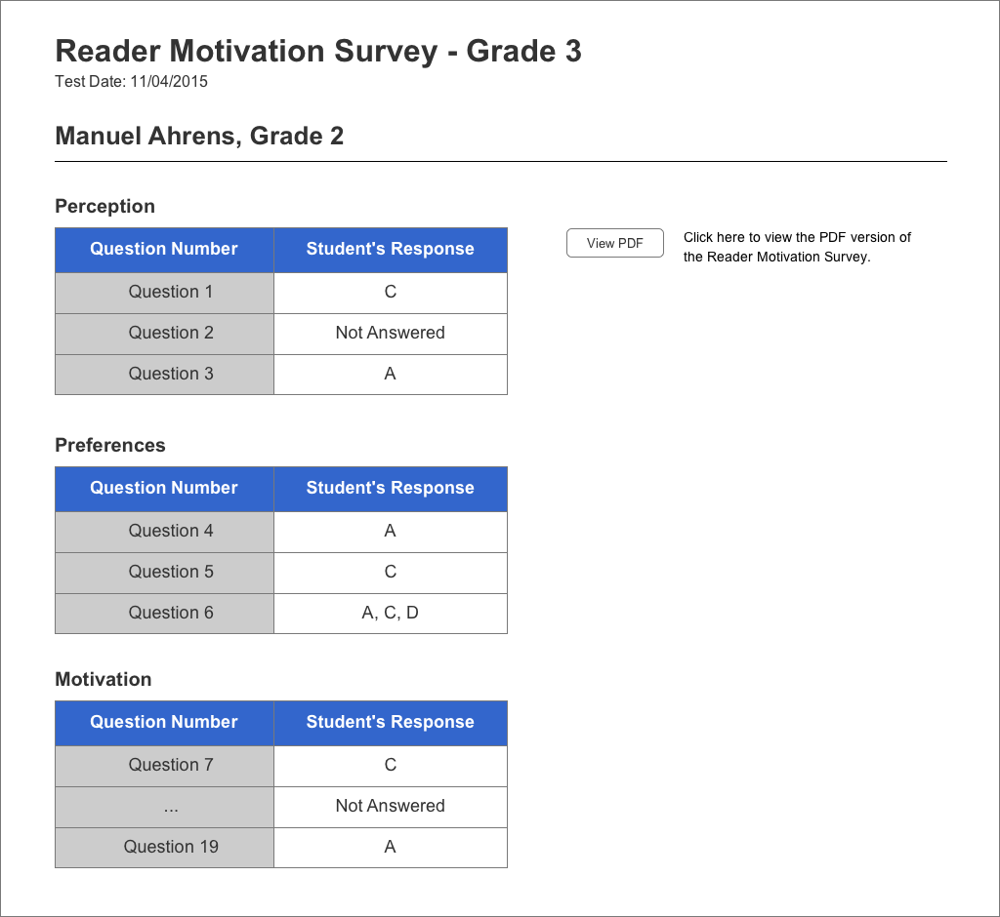 Reader Motivation Survey - Grade 3
Test Date: 11/04/2015
Manuel Ahrens, Grade 2
Perception
Question Number Student's Response
Question 1 C
Question 2 Not Answered
Question 3 A
View PDF
Click here to view the PDF version of
the Reader Motivation Survey.
Preferences
Question Number Student's Response
Question 4 A
Question 5 C
Question 6 A, C, D
Motivation
Question Number Student's Response
Question 7 C
... Not Answered
Question 19 A